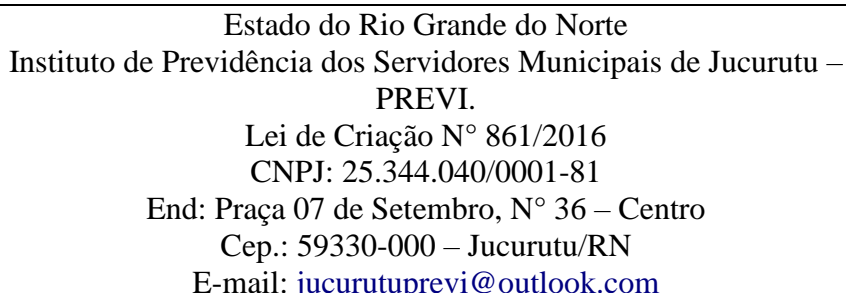 Estado do Rio Grande do Norte
Instituto de Previdência dos Servidores Municipais de Jucurutu –
PREVI.
Lei de Criação N° 861/2016
CNPJ: 25.344.040/0001-81
End: Praça 07 de Setembro, N° 36 – Centro
Cep.: 59330-000 – Jucurutu/RN
E-mail: jucurutuprevi@outlook.com